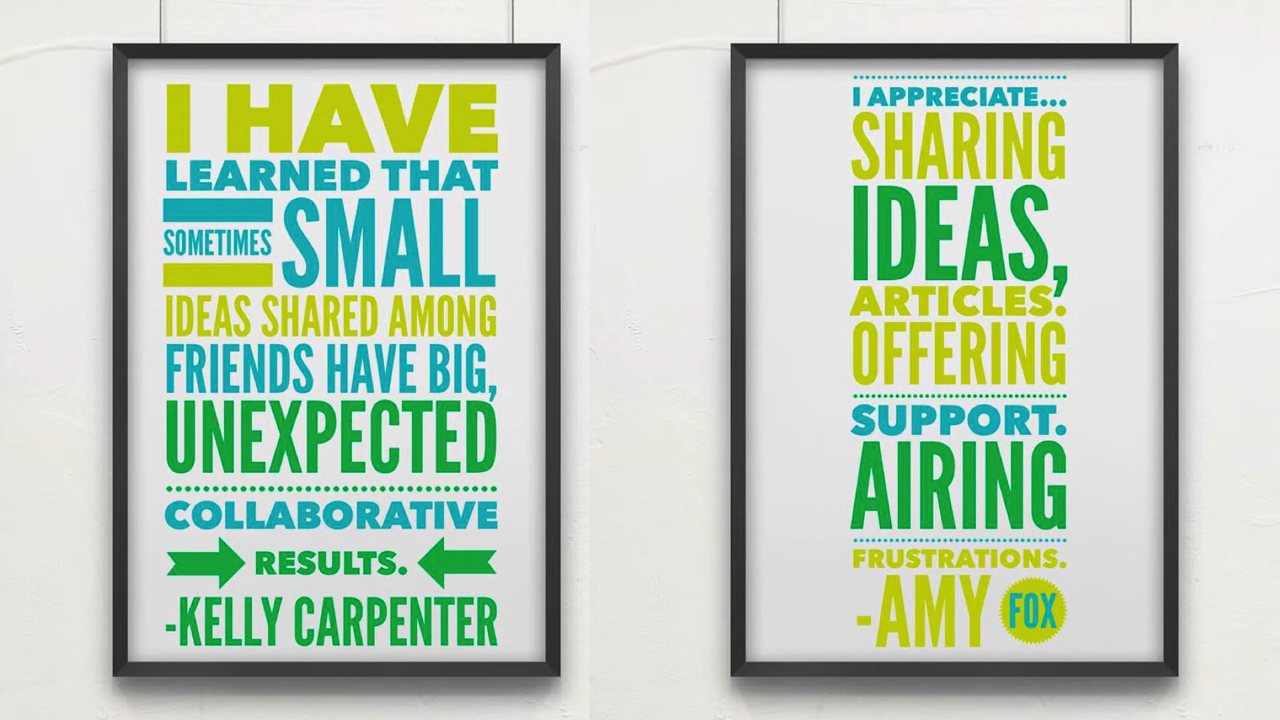 I HAVE
LEARNED THAT
SOMETIMES SMALL
IDEAS SHARED AMONG
FRIENDS HAVE BIG,
UNEXPECTED
COLLABORATIVE
RESULTS.
-KELLY CARPENTER
I APPRECIATE...
SHARING
IDEAS,
ARTICLES.
OFFERING
SUPPORT.
AIRING
FRUSTRATIONS.
-AMY FOX